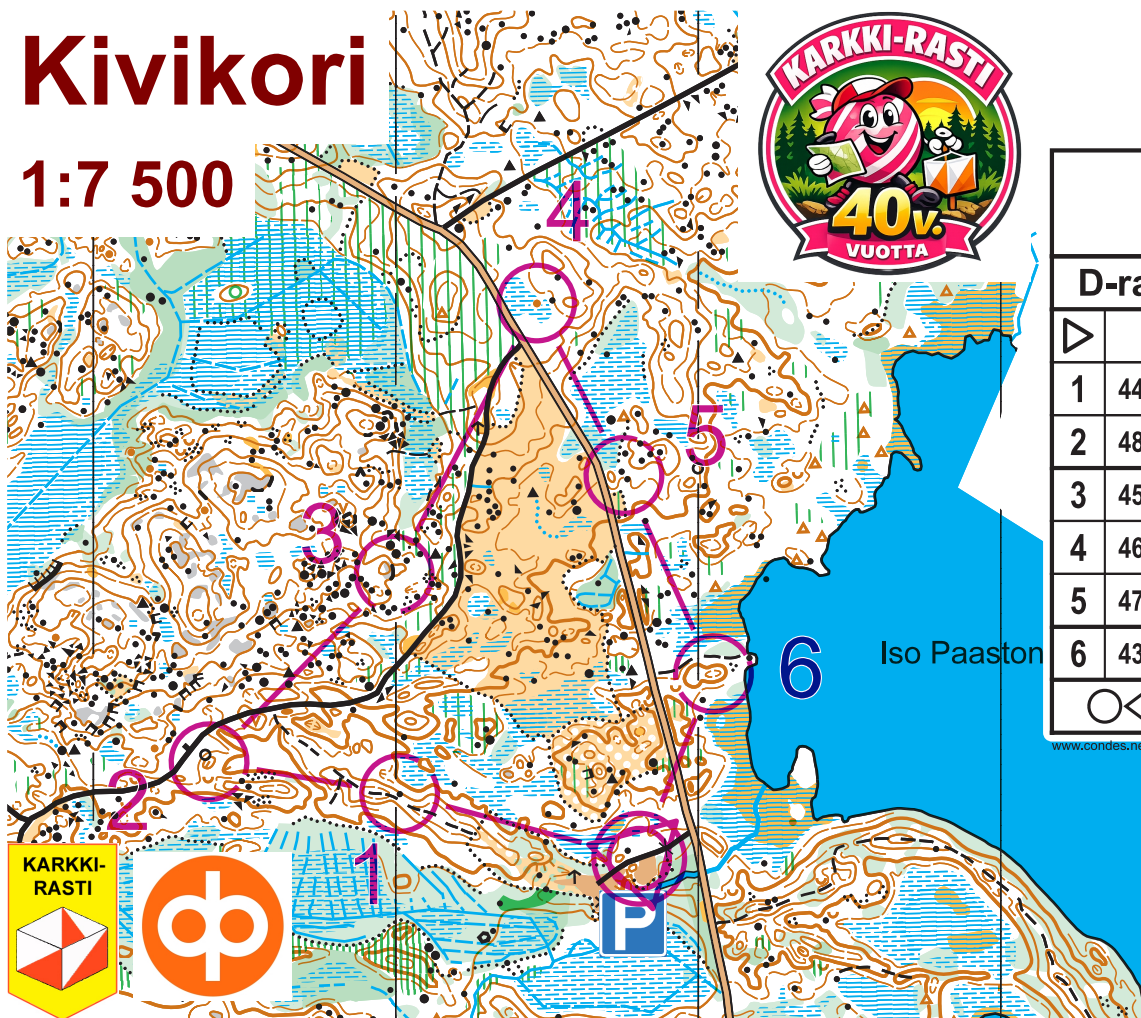 Kivikori
1:7 500
KARKKI-RASTI
40v.
VUOTTA
D-ra
1 44
2 48
3 45
4 46
5 47
6 43
www.condes.ne
4
5
3
6
Iso Paaston
2
1
P
KARKKI-
RASTI